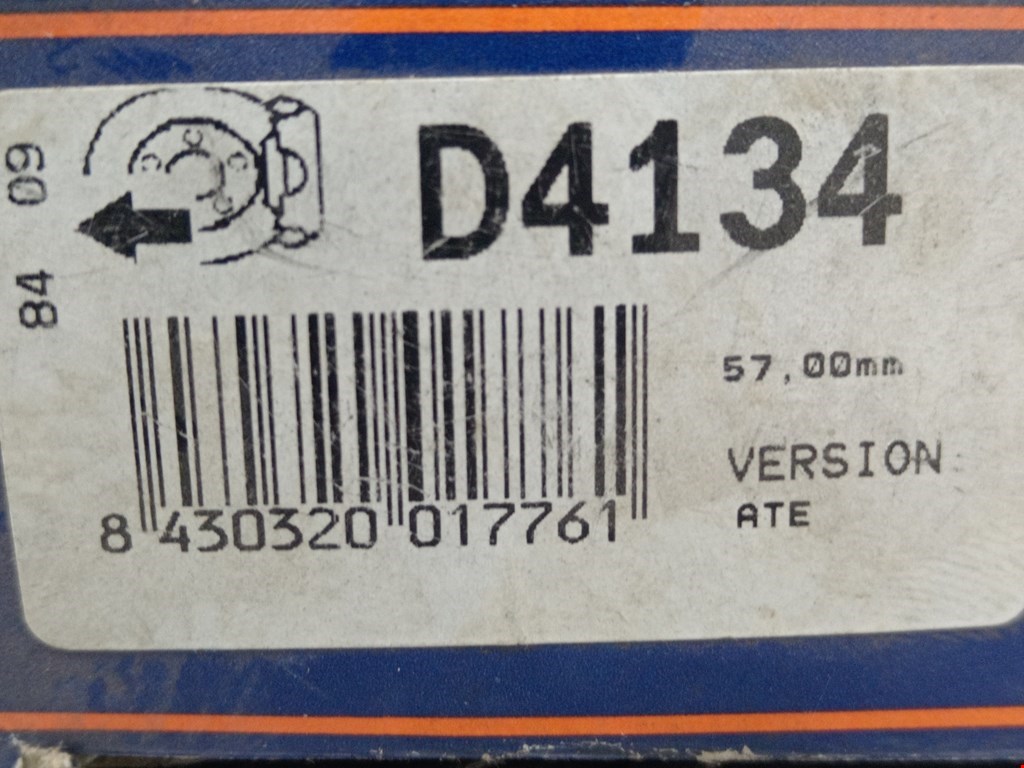 84 09
D4134
57,00mm
VERSION
ATE
8 430320 017761